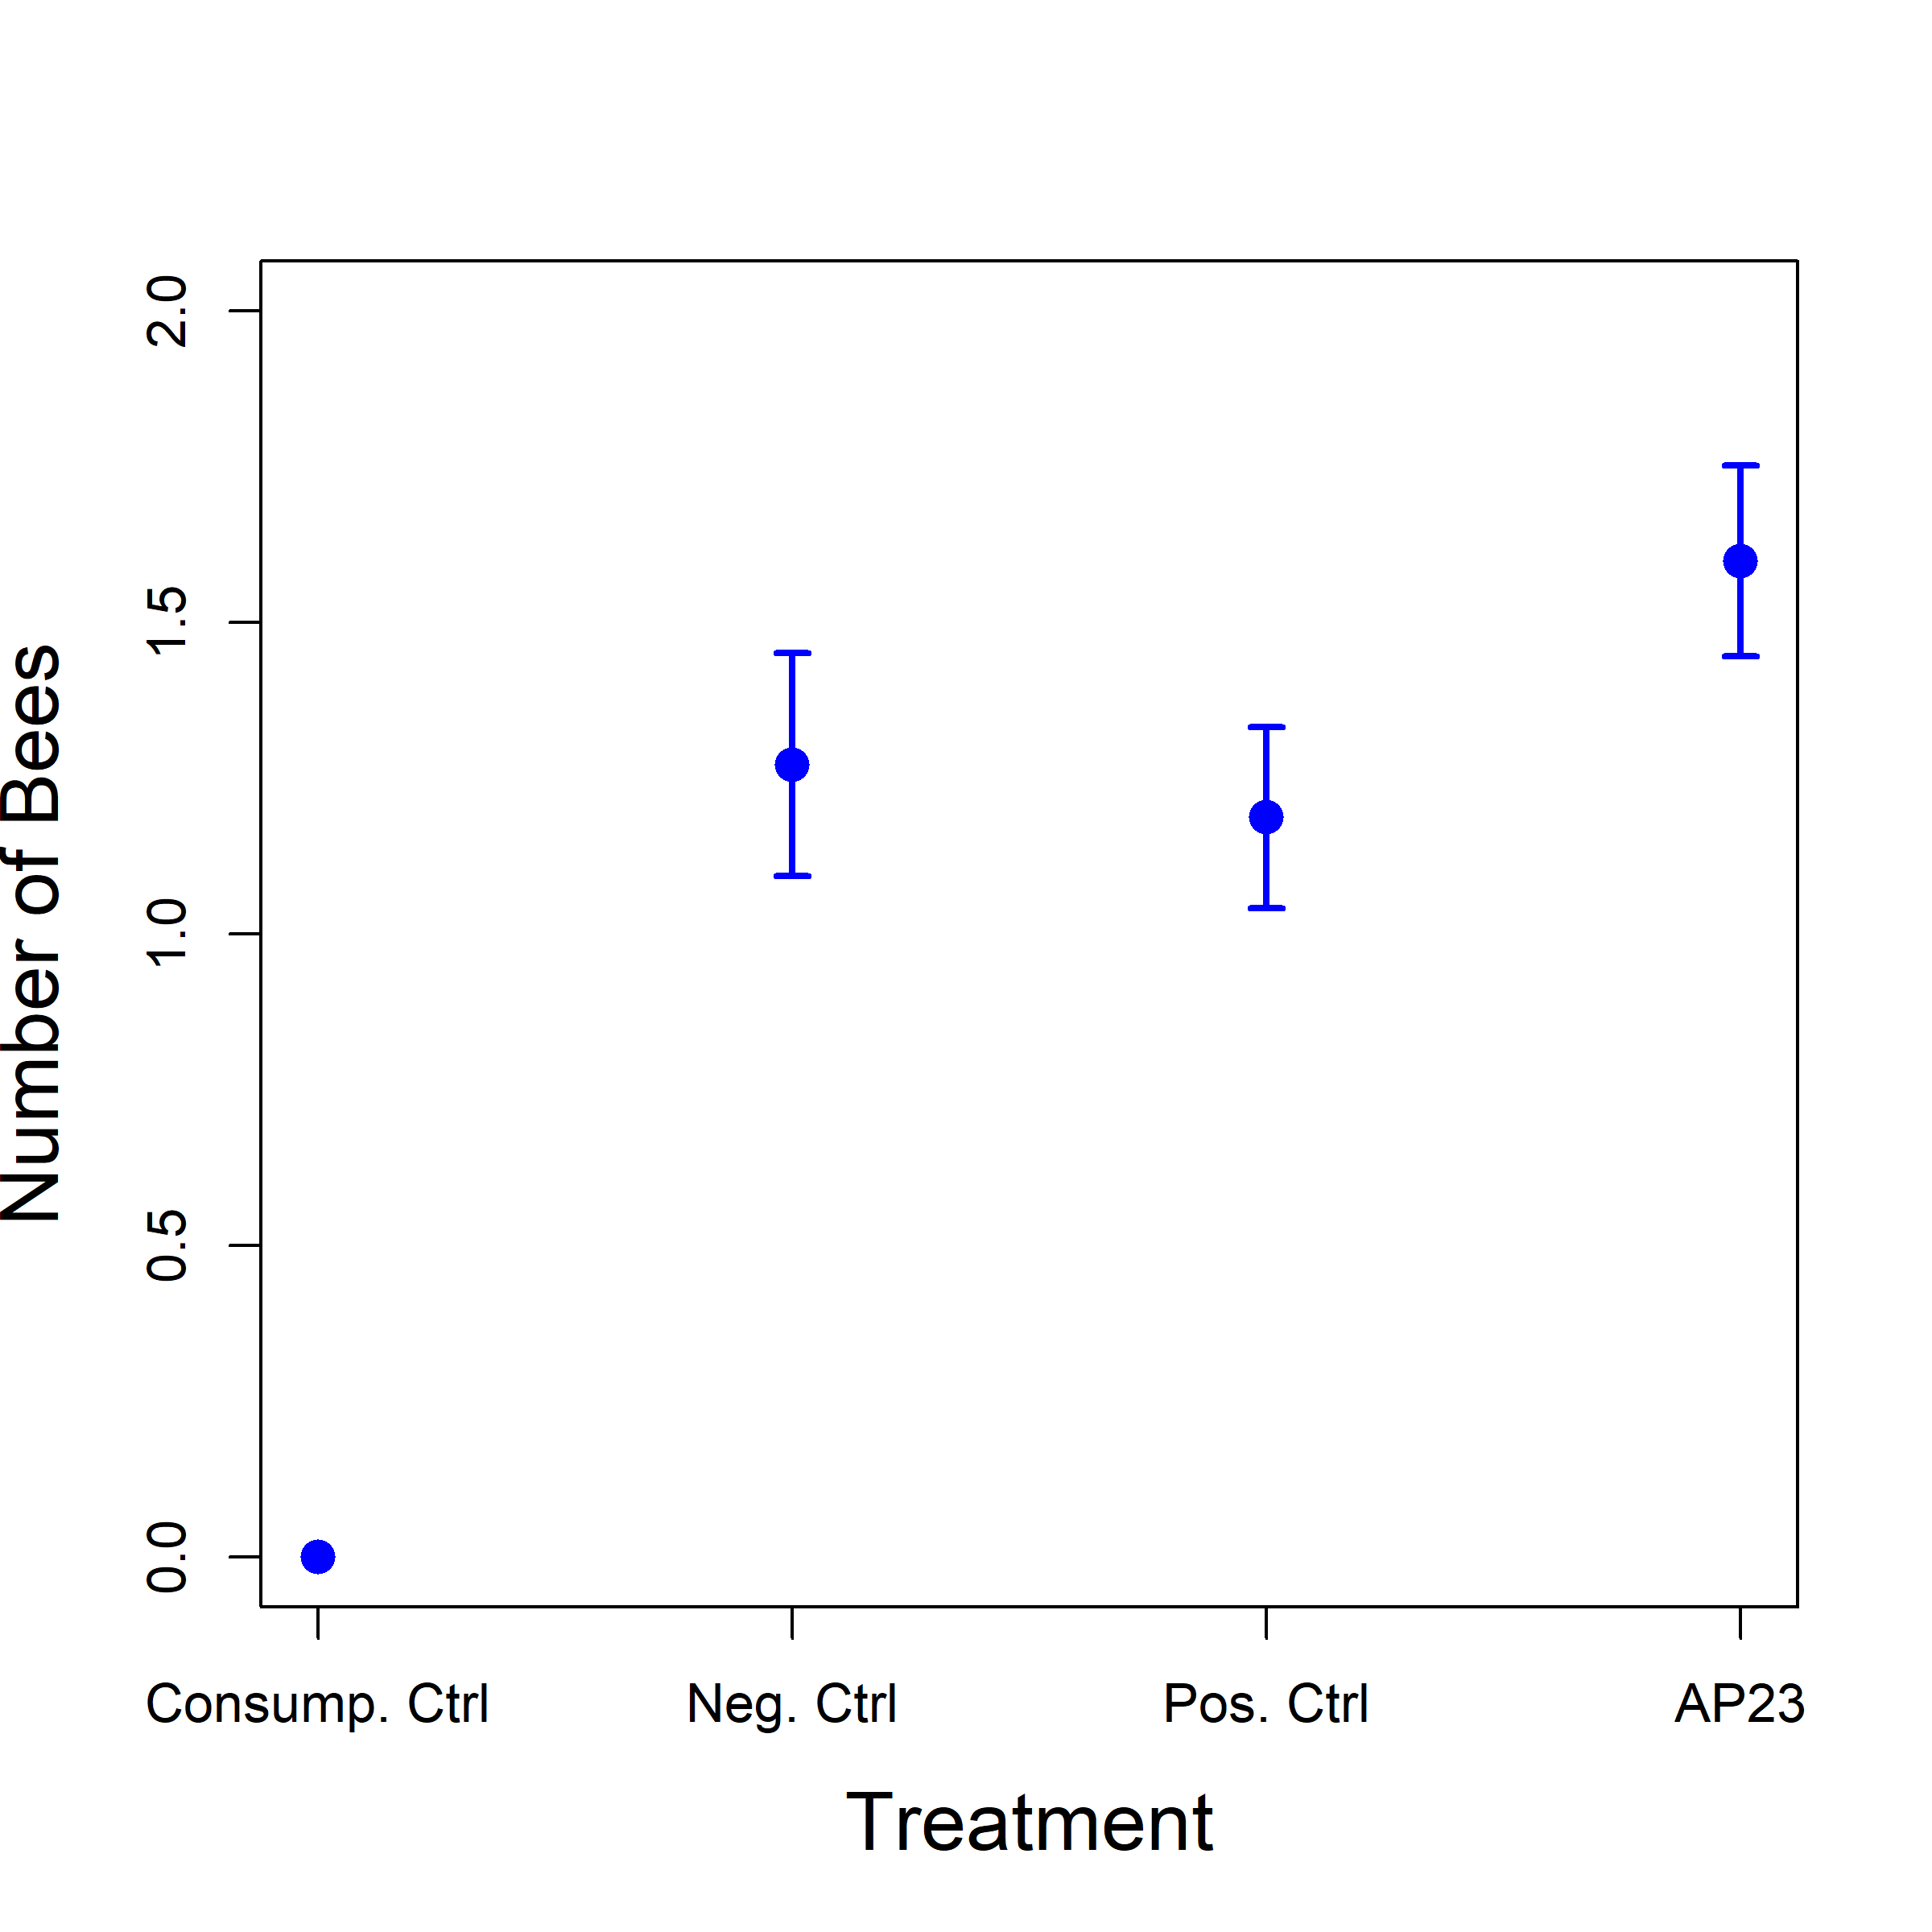 Number of Bees
2.0
1.5
1.0
0.5
0.0
Consump. Ctrl Neg. Ctrl Pos. Ctrl AP23
Treatment